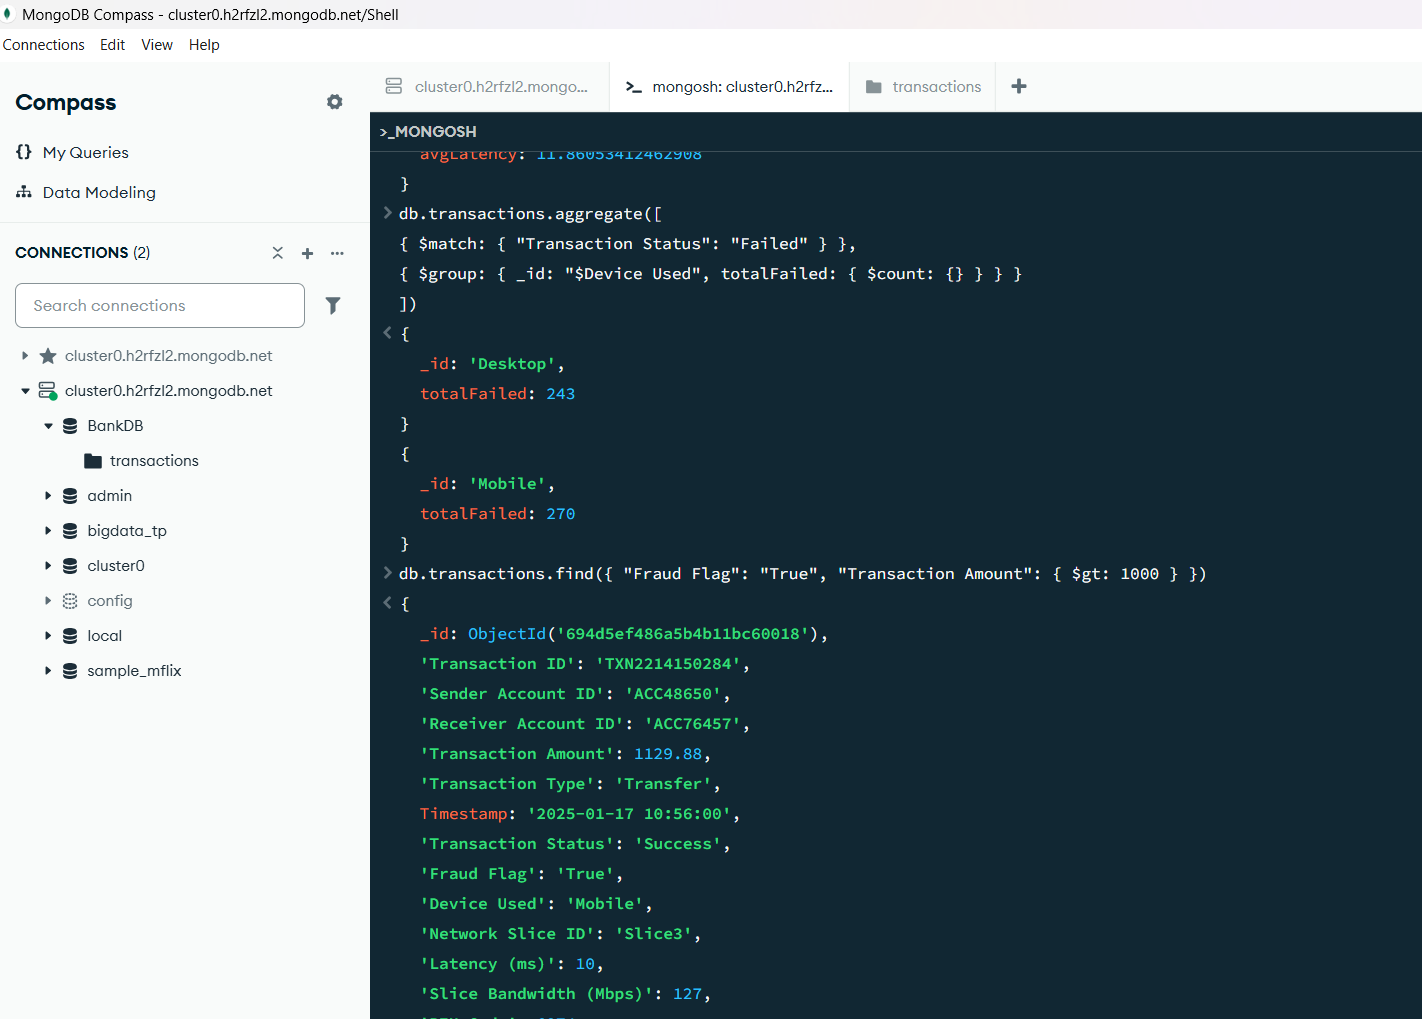 MongoDB Compass - cluster0.h2rfzl2.mongodb.net/Shell
Connections Edit View Help
Compass
My Queries
Data Modeling
CONNECTIONS (2)
Search connections
cluster0.h2rfzl2.mongodb.net
cluster0.h2rfzl2.mongodb.net
BankDB
transactions
admin
bigdata_tp
cluster0
config
local
sample_mflix
cluster0.h2rfzl2.mongo...
mongosh: cluster0.h2rfz...
transactions
>_MONGOSH
avgLatency: 11.86053412462908
}
db.transactions.aggregate([
{ $match: { "Transaction Status": "Failed" } },
{ $group: { _id: "$Device Used", totalFailed: { $count: {} } } }
])
{
_id: 'Desktop',
totalFailed: 243
}
{
_id: 'Mobile',
totalFailed: 270
}
db.transactions.find({ "Fraud Flag": "True", "Transaction Amount": { $gt: 1000 } })
{
_id: ObjectId('694d5ef486a5b4b11bc60018'),
'Transaction ID': 'TXN2214150284',
'Sender Account ID': 'ACC48650',
'Receiver Account ID': 'ACC76457',
'Transaction Amount': 1129.88,
'Transaction Type': 'Transfer',
Timestamp: '2025-01-17 10:56:00',
'Transaction Status': 'Success',
'Fraud Flag': 'True',
'Device Used': 'Mobile',
'Network Slice ID': 'Slice3',
'Latency (ms)': 10,
'Slice Bandwidth (Mbps)': 127,